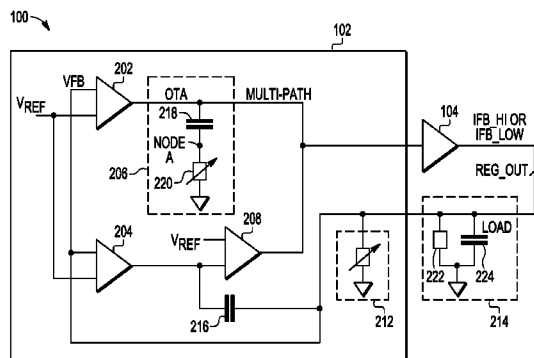 100
102
202
VFB
VREF
OTA
218
NODE
A
220
206
MULTI-PATH
104
IFB_HI OR
IFB_LOW
REG_OUT
204
VREF
208
216
212
LOAD
222
224
214